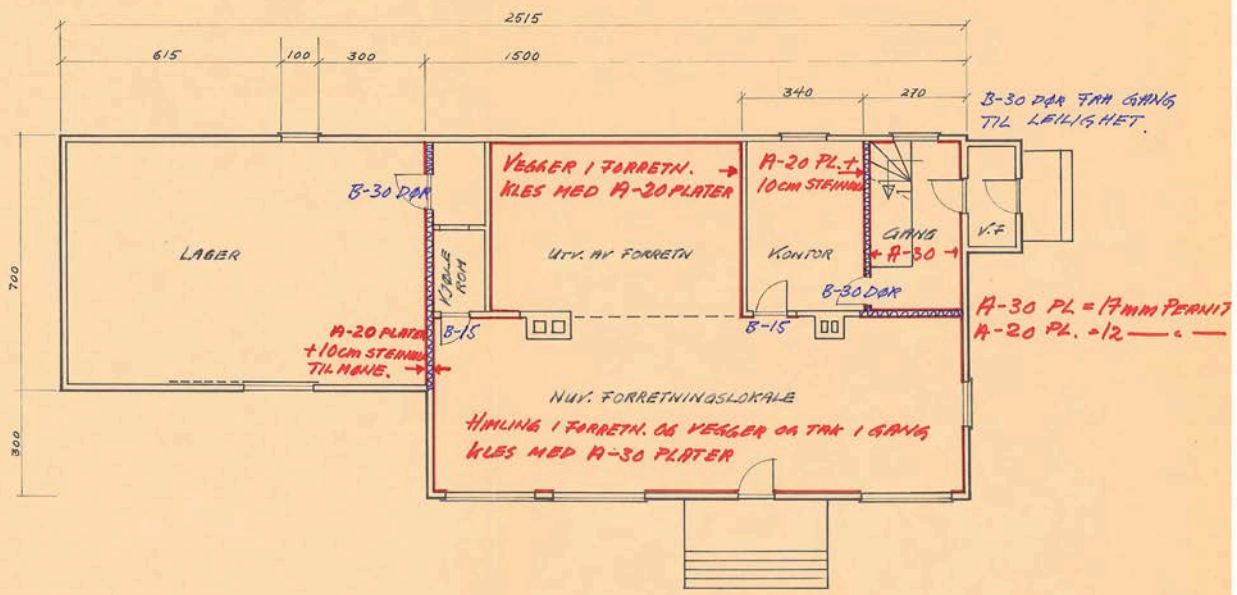 2515
615
100
300
1500
340
270
B-30 DØR FRA GANG
TIL LEILIGHET.
VEGGER I FORRETN.
KLES MED A-20 PLATER
A-20 PL. +
10cm STEINULL
B-30 DØR
LAGER
KJØLE
ROM
UTV. AV FORRETN
KONTOR
GANG
V.F
A-30
700
B-30 DØR
A-30 PL = 17mm PERNIT
A-20 PL. = 12 — " —
B-15
B-15
A-20 PLATER
+10cm STEINULL
TIL MØNE.
NUV. FORRETNINGSLOKALE
300
HIMLING I FORRETN. OG VEGGER OG TAK I GANG
KLES MED A-30 PLATER